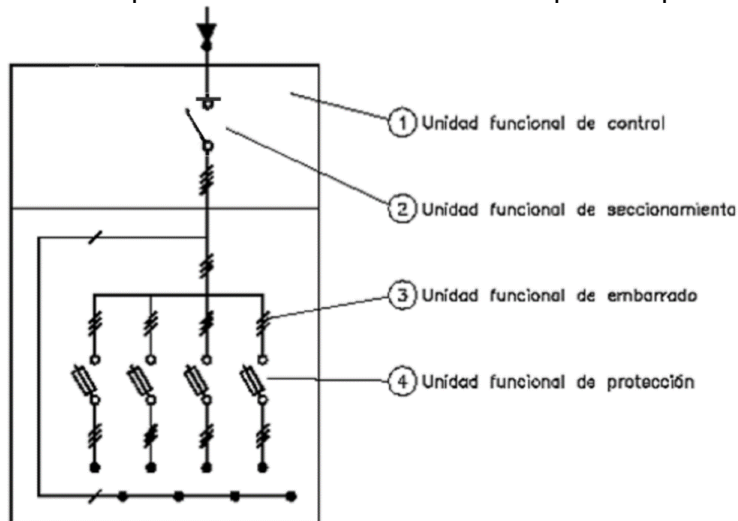 1 Unidad funcional de control
2 Unidad funcional de seccionamiento
3 Unidad funcional de embarrado
4 Unidad funcional de protección